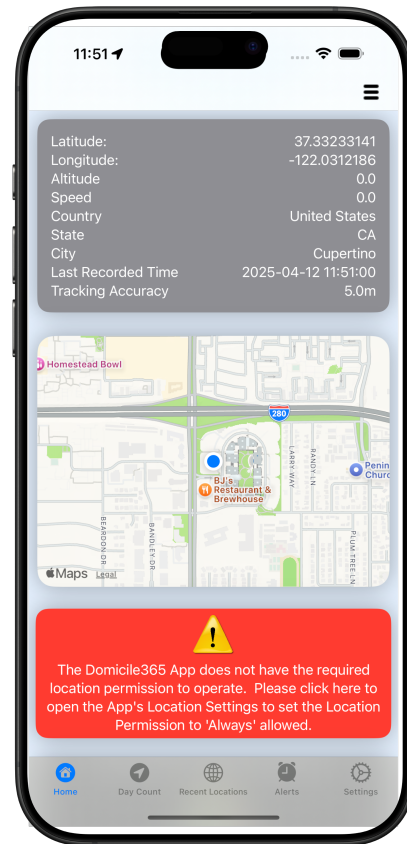 11:51
Latitude: 37.33233141
Longitude: -122.0312186
Altitude 0.0
Speed 0.0
Country United States
State CA
City Cupertino
Last Recorded Time 2025-04-12 11:51:00
Tracking Accuracy 5.0m
Homestead Bowl
280
LARRY WAY
RANDY LN
Penin
Churc
BJ's
Restaurant &
Brewhouse
BEARDON DR
BANDLEY DR
PLUM TREE LN
Maps Legal
The Domicile365 App does not have the required
location permission to operate.  Please click here to
open the App's Location Settings to set the Location
Permission to 'Always' allowed.
Home Day Count Recent Locations Alerts Settings